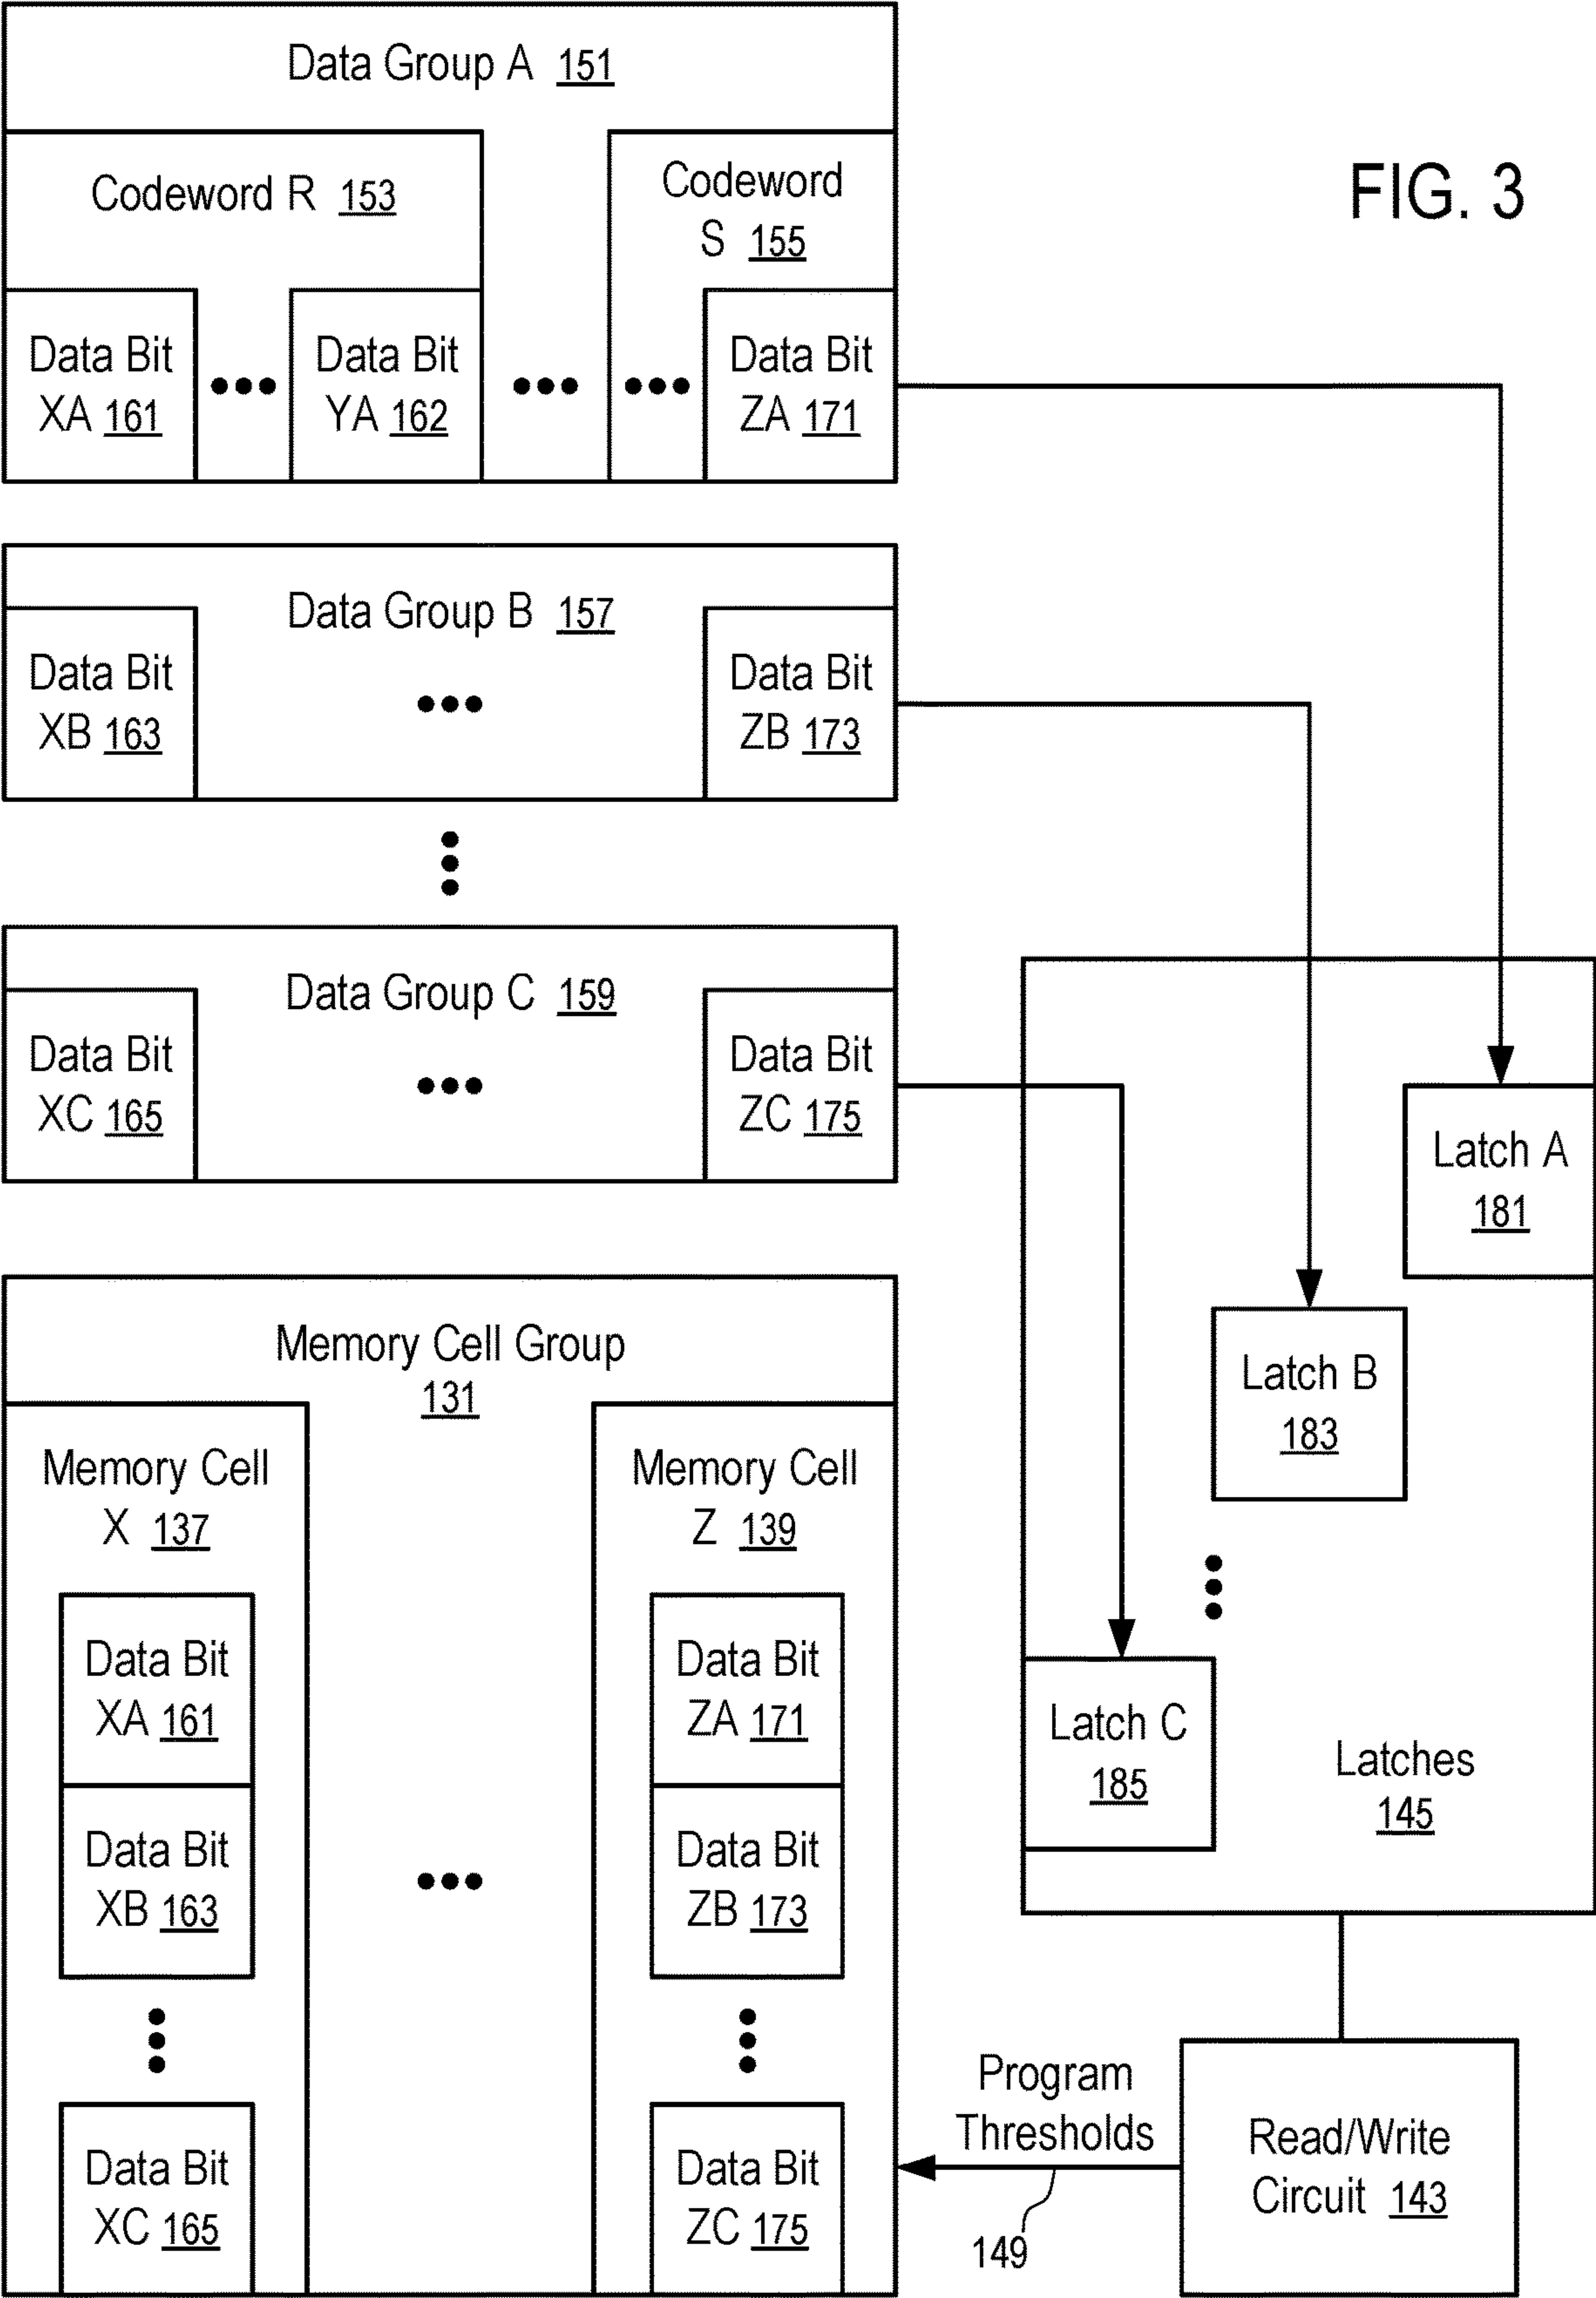 Data Group A 151
FIG. 3
Codeword R 153
Codeword
S 155
Data Bit
XA 161
Data Bit
YA 162
Data Bit
ZA 171
Data Group B 157
Data Bit
XB 163
Data Bit
ZB 173
Data Group C 159
Data Bit
XC 165
Data Bit
ZC 175
Latch A
181
Latch B
183
Latch C
185
Latches
145
Memory Cell Group
131
Memory Cell
X 137
Memory Cell
Z 139
Data Bit
XA 161
Data Bit
ZA 171
Data Bit
XB 163
Data Bit
ZB 173
Data Bit
XC 165
Data Bit
ZC 175
Program
Thresholds
149
Read/Write
Circuit 143